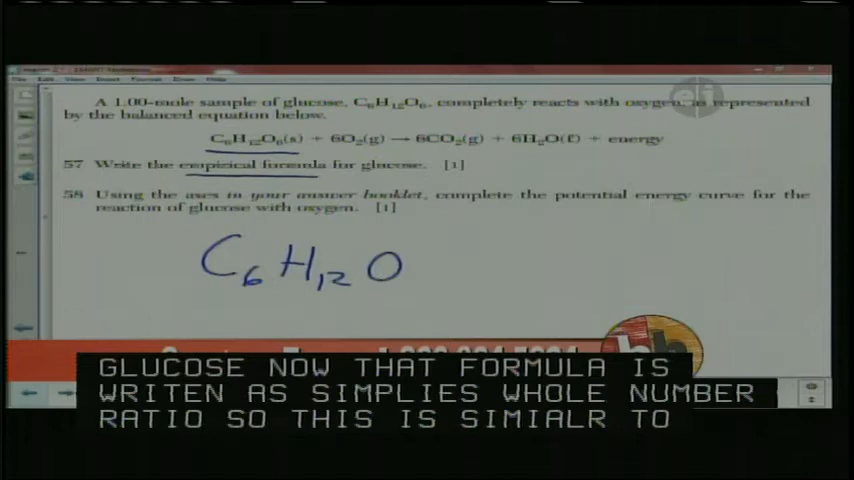 A 1.00-mole sample of glucose, C₆H₁₂O₆, completely reacts with oxygen, as represented
by the balanced equation below.
C₆H₁₂O₆(s) + 6O₂(g) → 6CO₂(g) + 6H₂O(ℓ) + energy
57 Write the empirical formula for glucose. [1]
58 Using the axes in your answer booklet, complete the potential energy curve for the
reaction of glucose with oxygen. [1]
C₆H₁₂O
GLUCOSE NOW THAT FORMULA IS
WRITEN AS SIMPLIES WHOLE NUMBER
RATIO SO THIS IS SIMIALR TO